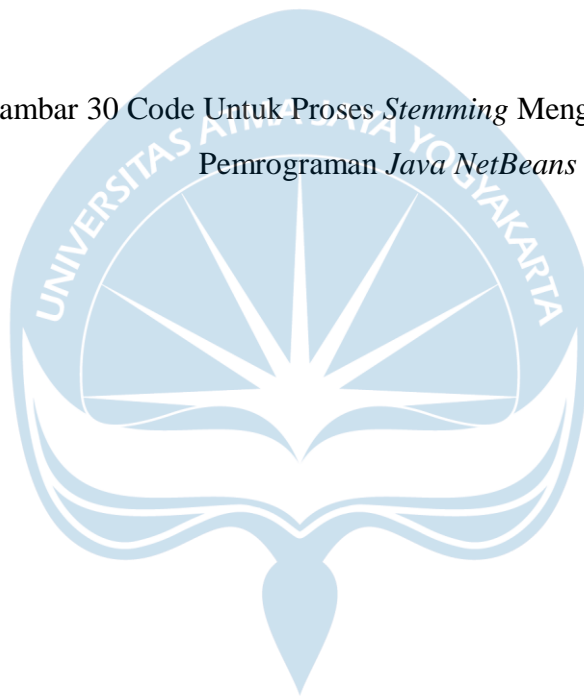 ambar 30 Code Untuk Proses Stemming Meng
Pemrograman Java NetBeans
UNIVERSITAS ATMA JAYA YOGYAKARTA